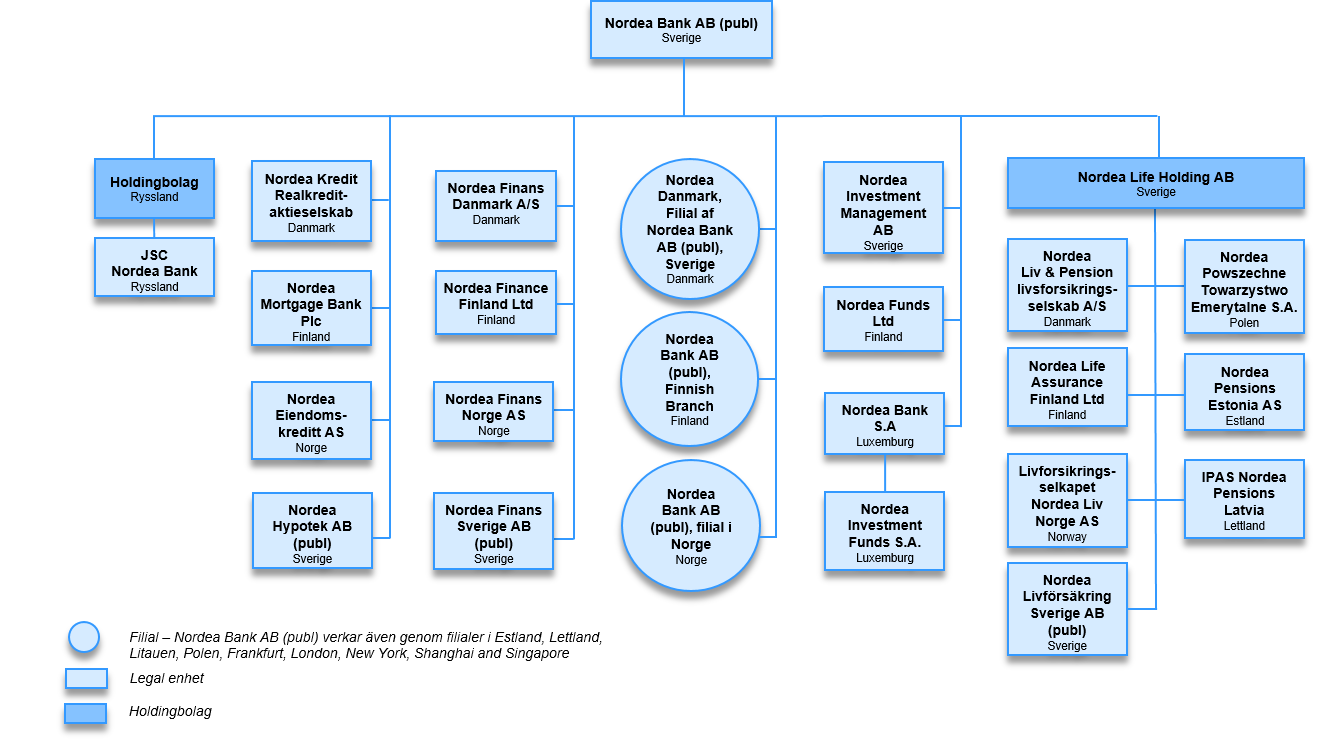 Nordea Bank AB (publ)
Sverige
Holdingbolag
Ryssland
JSC
Nordea Bank
Ryssland
Nordea Kredit
Realkredit-
aktieselskab
Danmark
Nordea
Mortgage Bank
Plc
Finland
Nordea
Eiendoms-
kreditt AS
Norge
Nordea
Hypotek AB
(publ)
Sverige
Nordea Finans
Danmark A/S
Danmark
Nordea Finance
Finland Ltd
Finland
Nordea Finans
Norge AS
Norge
Nordea Finans
Sverige AB
(publ)
Sverige
Nordea
Danmark,
Filial af
Nordea Bank
AB (publ),
Sverige
Danmark
Nordea
Bank AB
(publ),
Finnish
Branch
Finland
Nordea
Bank AB
(publ), filial i
Norge
Norge
Nordea
Investment
Management
AB
Sverige
Nordea Funds
Ltd
Finland
Nordea Bank
S.A
Luxemburg
Nordea
Investment
Funds S.A.
Luxemburg
Nordea Life Holding AB
Sverige
Nordea
Liv & Pension
livsforsikrings-
selskab A/S
Danmark
Nordea Life
Assurance
Finland Ltd
Finland
Livforsikrings-
selkapet
Nordea Liv
Norge AS
Norway
Nordea
Livförsäkring
Sverige AB
(publ)
Sverige
Nordea
Powszechne
Towarzystwo
Emerytalne S.A.
Polen
Nordea
Pensions
Estonia AS
Estland
IPAS Nordea
Pensions
Latvia
Lettland
Filial – Nordea Bank AB (publ) verkar även genom filialer i Estland, Lettland,
Litauen, Polen, Frankfurt, London, New York, Shanghai and Singapore
Legal enhet
Holdingbolag